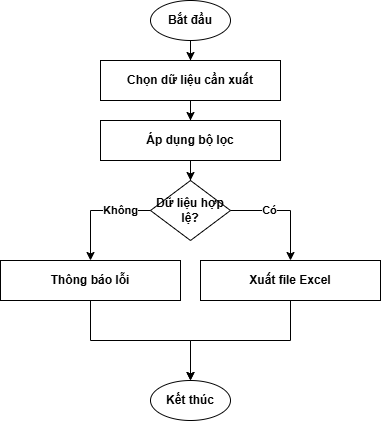 Bắt đầu
Chọn dữ liệu cần xuất
Áp dụng bộ lọc
Dữ liệu hợp
lệ?
Không
Có
Thông báo lỗi
Xuất file Excel
Kết thúc